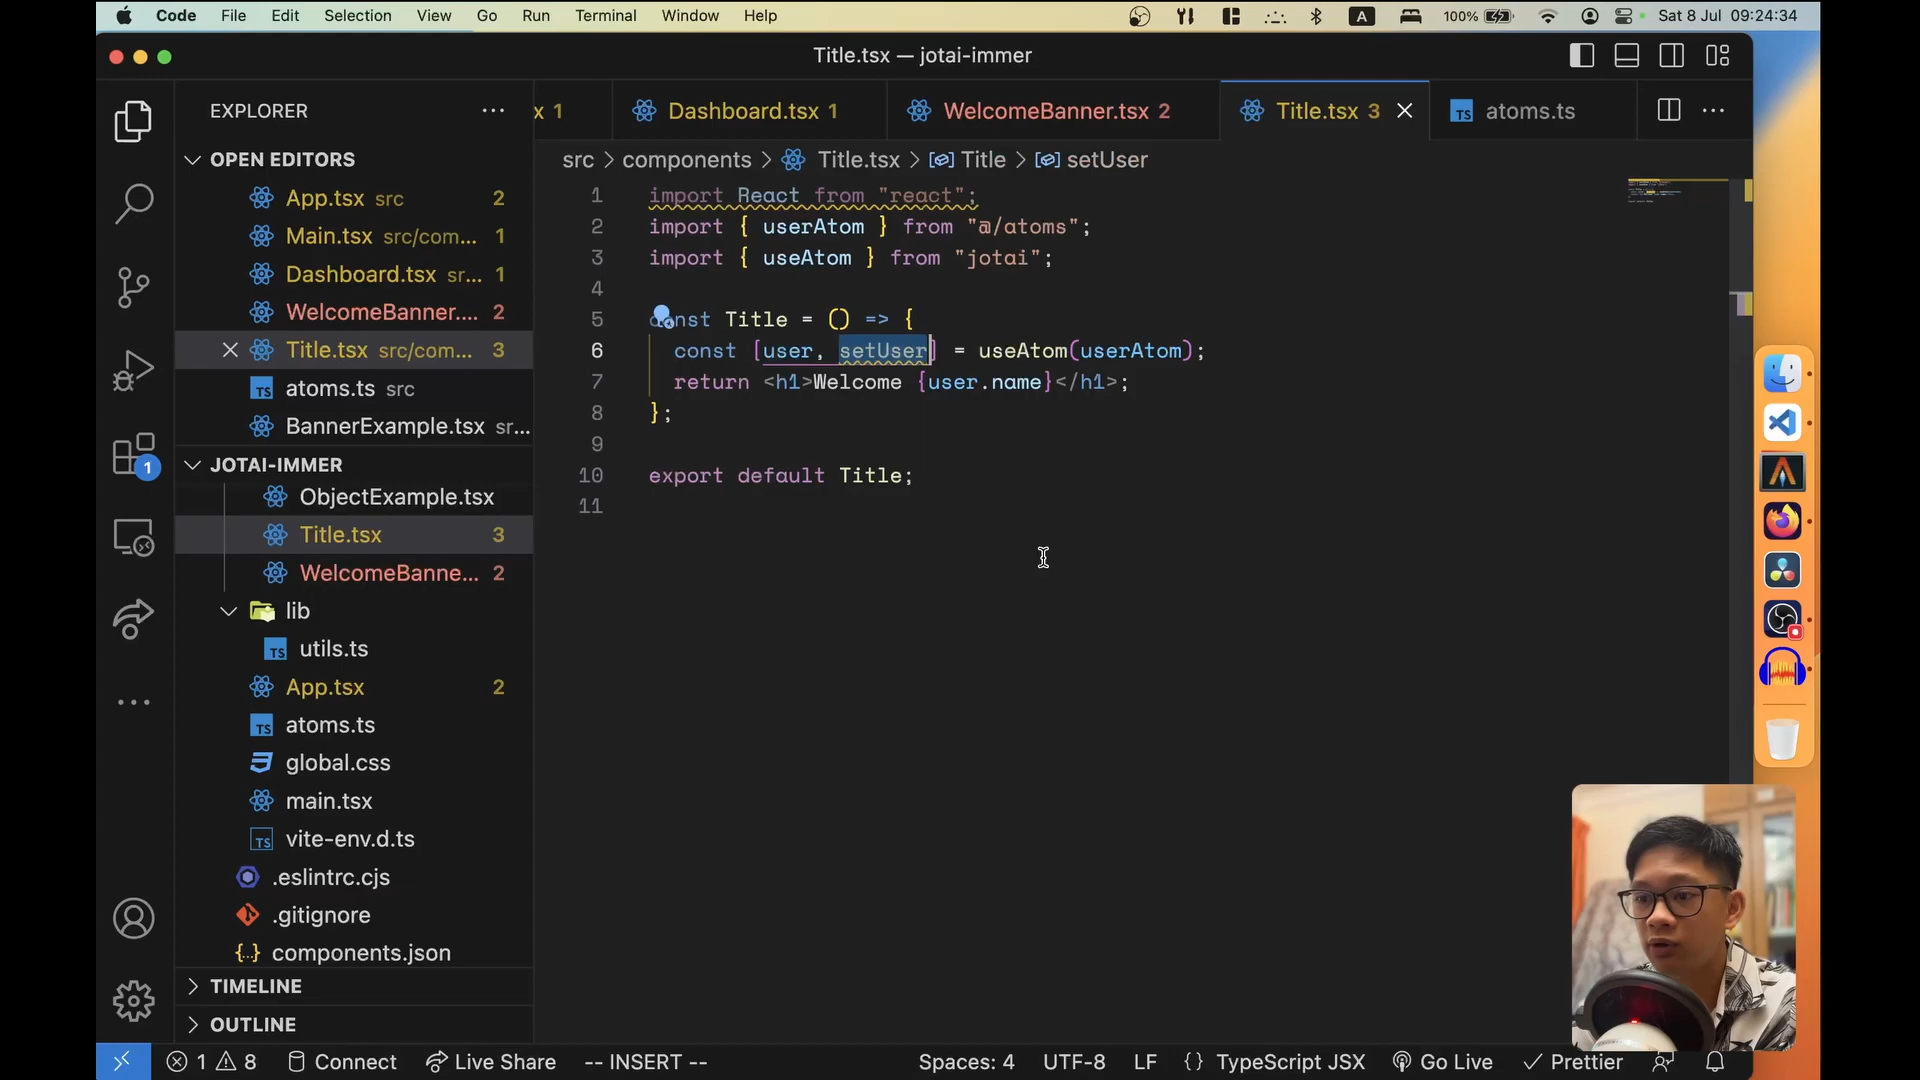 Code File Edit Selection View Go Run Terminal Window Help
A 100% Sat 8 Jul 09:24:34
Title.tsx — jotai-immer
EXPLORER
x 1 Dashboard.tsx 1 WelcomeBanner.tsx 2 Title.tsx 3 TS atoms.ts
OPEN EDITORS
App.tsx src 2
Main.tsx src/com... 1
Dashboard.tsx sr... 1
WelcomeBanner.... 2
Title.tsx src/com... 3
TS atoms.ts src
BannerExample.tsx sr...
JOTAI-IMMER
ObjectExample.tsx
Title.tsx 3
WelcomeBanne... 2
lib
TS utils.ts
App.tsx 2
TS atoms.ts
global.css
main.tsx
TS vite-env.d.ts
.eslintrc.cjs
.gitignore
{..} components.json
TIMELINE
OUTLINE
1
src > components > Title.tsx > Title > setUser
1 import React from "react";
2 import { userAtom } from "@/atoms";
3 import { useAtom } from "jotai";
4
5 const Title = () => {
6 const [user, setUser] = useAtom(userAtom);
7 return <h1>Welcome {user.name}</h1>;
8 };
9
10 export default Title;
11
1 8 Connect Live Share -- INSERT -- Spaces: 4 UTF-8 LF {} TypeScript JSX Go Live Prettier